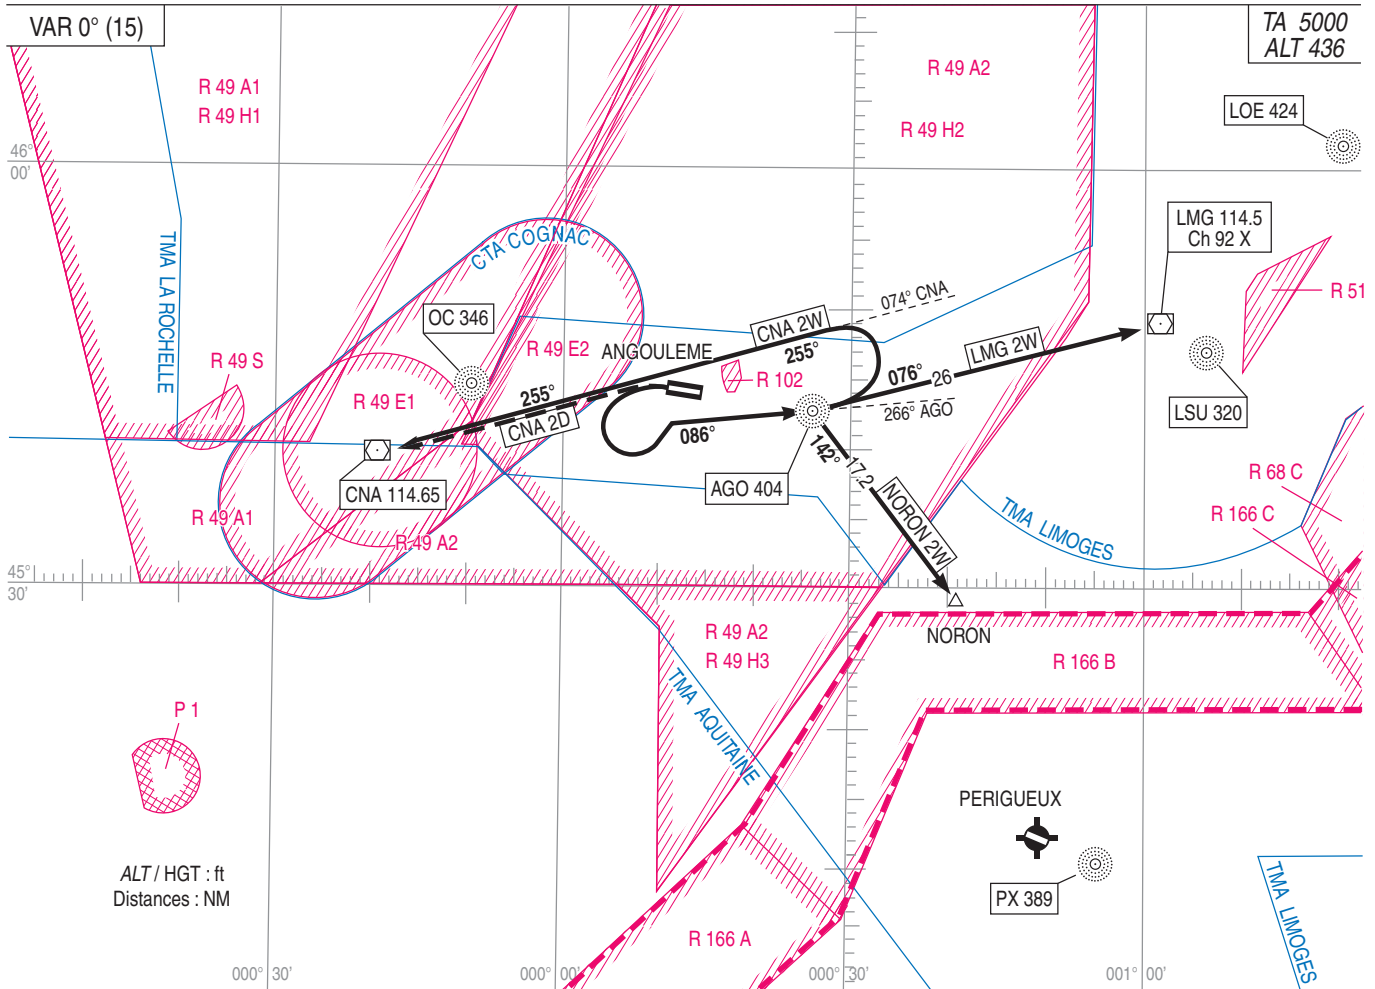 VAR 0° (15)
TA 5000
ALT 436
R 49 A1
R 49 H1
R 49 A2
R 49 H2
LOE 424
46°
00'
LMG 114.5
Ch 92 X
TMA LA ROCHELLE
CTA COGNAC
OC 346
R 49 E2
ANGOULEME
CNA 2W
074° CNA
255°
R 51
R 49 S
R 49 E1
R 102
LMG 2W
076°
26
266° AGO
LSU 320
255°
CNA 2D
086°
142°
17.2
AGO 404
NORON 2W
CNA 114.65
R 49 A1
R 49 A2
TMA LIMOGES
R 68 C
R 166 C
45°
30'
R 49 A2
R 49 H3
NORON
R 166 B
TMA AQUITAINE
P 1
PERIGUEUX
PX 389
ALT / HGT : ft
Distances : NM
R 166 A
TMA LIMOGES
000° 30'
000° 00'
000° 30'
001° 00'